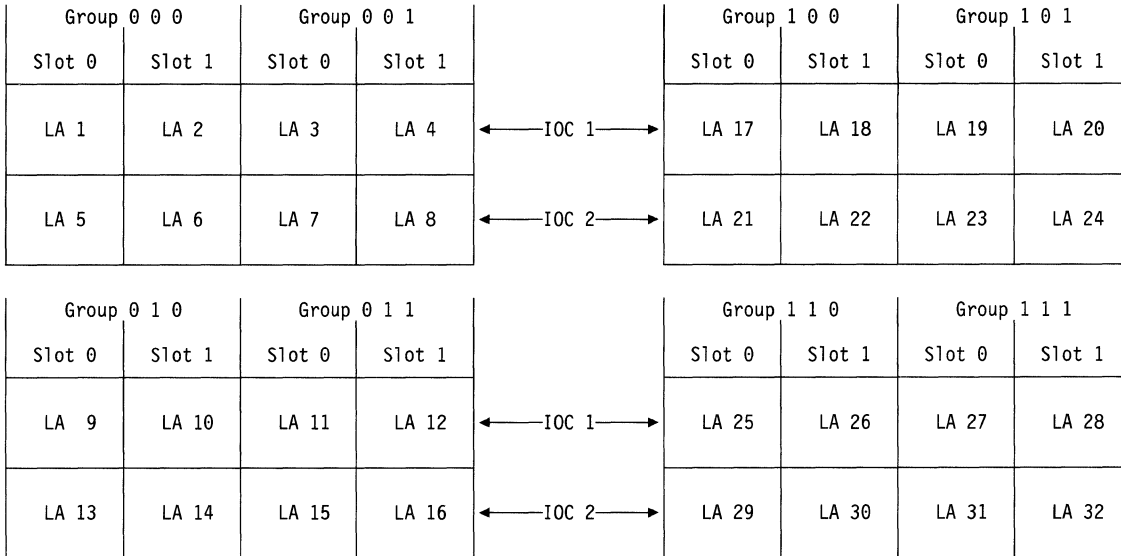 Group 0 0 0 Group 0 0 1 Group 1 0 0 Group 1 0 1
Slot 0 Slot 1 Slot 0 Slot 1 Slot 0 Slot 1 Slot 0 Slot 1
LA 1 LA 2 LA 3 LA 4 IOC 1 LA 17 LA 18 LA 19 LA 20
LA 5 LA 6 LA 7 LA 8 IOC 2 LA 21 LA 22 LA 23 LA 24
Group 0 1 0 Group 0 1 1 Group 1 1 0 Group 1 1 1
Slot 0 Slot 1 Slot 0 Slot 1 Slot 0 Slot 1 Slot 0 Slot 1
LA 9 LA 10 LA 11 LA 12 IOC 1 LA 25 LA 26 LA 27 LA 28
LA 13 LA 14 LA 15 LA 16 IOC 2 LA 29 LA 30 LA 31 LA 32